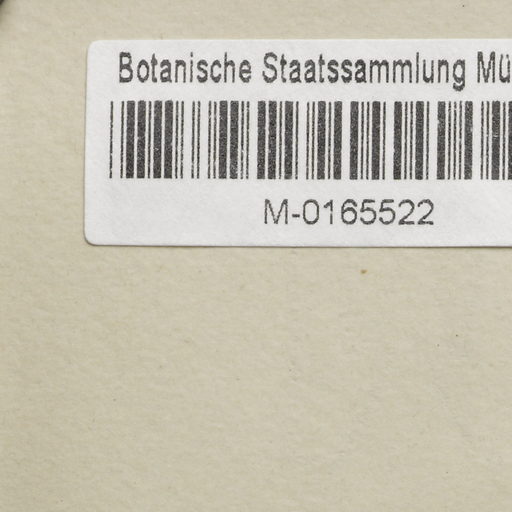 Botanische Staatssammlung Mü
M-0165522